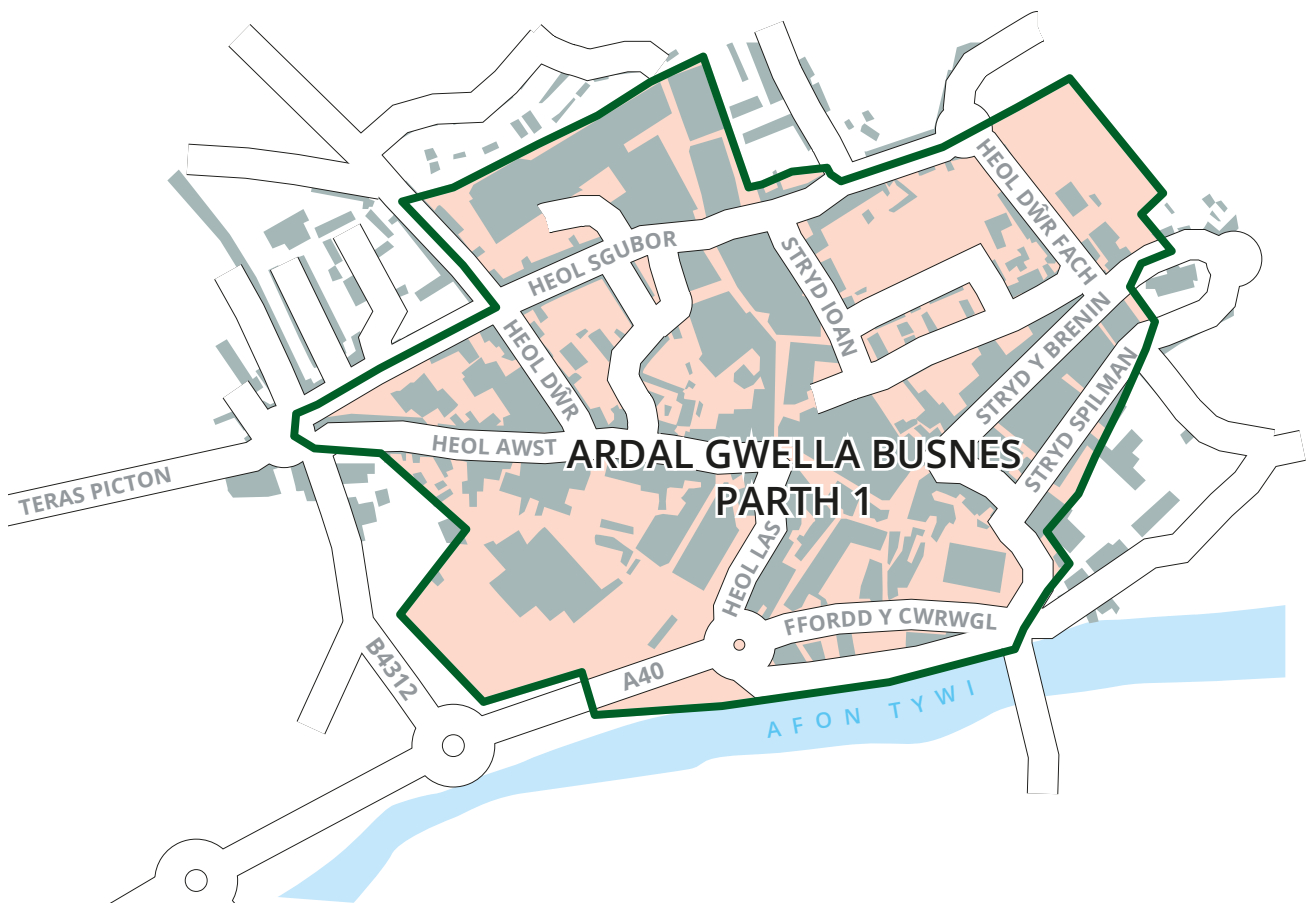 HEOL DŴR FACH
HEOL SGUBOR
STRYD IOAN
STRYD Y BRENIN
HEOL DŴR
STRYD SPILMAN
HEOL AWST
ARDAL GWELLA BUSNES
PARTH 1
TERAS PICTON
HEOL LAS
FFORDD Y CWRWGL
B4312
A40
AFON TYWI